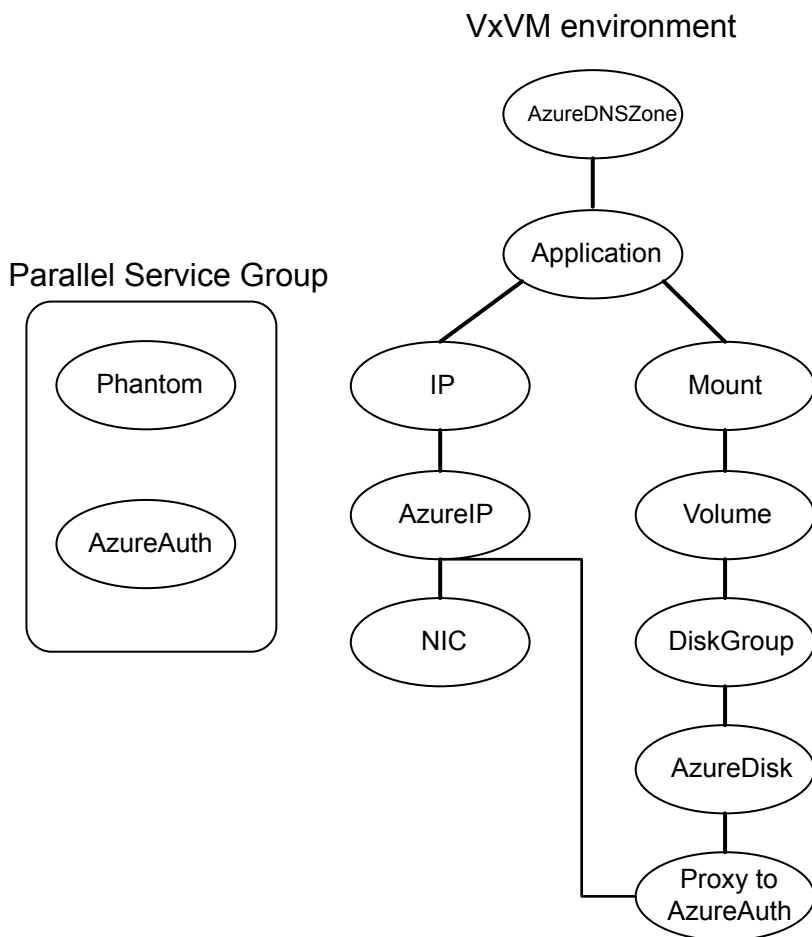 VxVM environment
AzureDNSZone
Application
Parallel Service Group
Phantom
IP
Mount
AzureAuth
AzureIP
Volume
NIC
DiskGroup
AzureDisk
Proxy to
AzureAuth